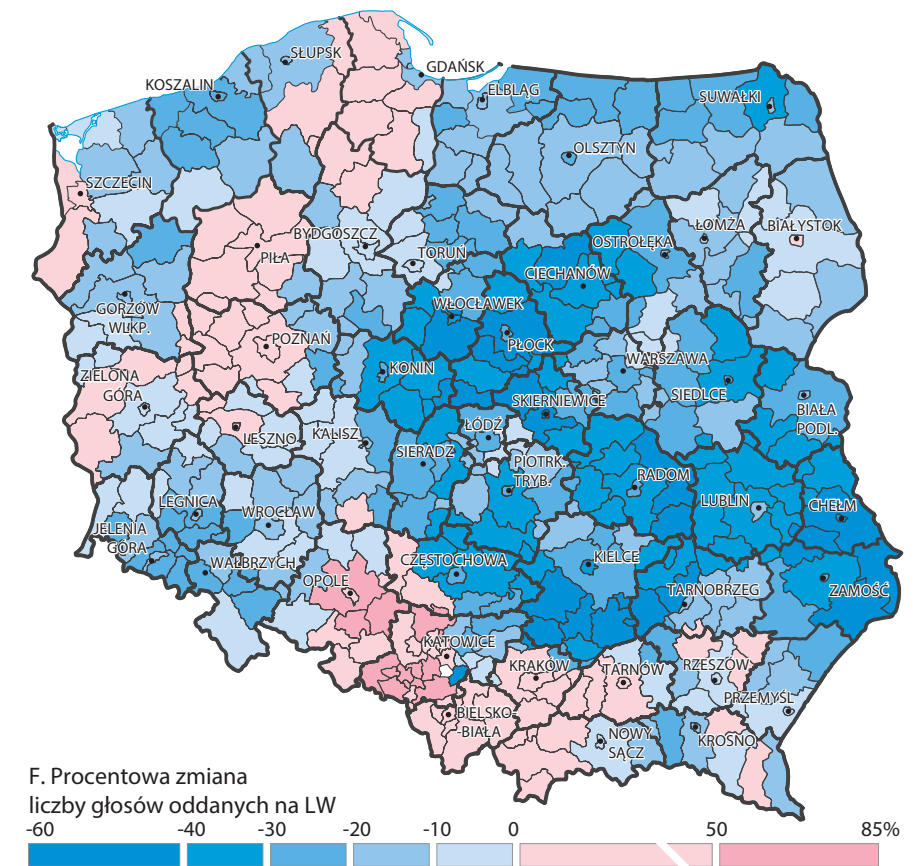 SŁUPSK
GDAŃSK
KOSZALIN
ELBLĄG
SUWAŁKI
OLSZTYN
SZCZECIN
BYDGOSZCZ
OSTROŁĘKA
ŁOMŻA
BIAŁYSTOK
PIŁA
TORUŃ
CIECHANÓW
GORZÓW
WLKP.
WŁOCŁAWEK
POZNAŃ
PŁOCK
WARSZAWA
ZIELONA
GÓRA
KONIN
SKIERNIEWICE
SIEDLCE
BIAŁA
PODL.
LESZNO
KALISZ
ŁÓDŹ
SIERADZ
PIOTRK.
TRYB.
RADOM
LUBLIN
CHEŁM
LEGNICA
WROCŁAW
JELENIA
GÓRA
WAŁBRZYCH
OPOLE
CZĘSTOCHOWA
KIELCE
TARNOBRZEG
ZAMOŚĆ
KATOWICE
KRAKÓW
TARNÓW
RZESZÓW
PRZEMYŚL
BIELSKO-
-BIAŁA
NOWY
SĄCZ
KROSNO
F. Procentowa zmiana
liczby głosów oddanych na LW
-60 -40 -30 -20 -10 0 50 85%